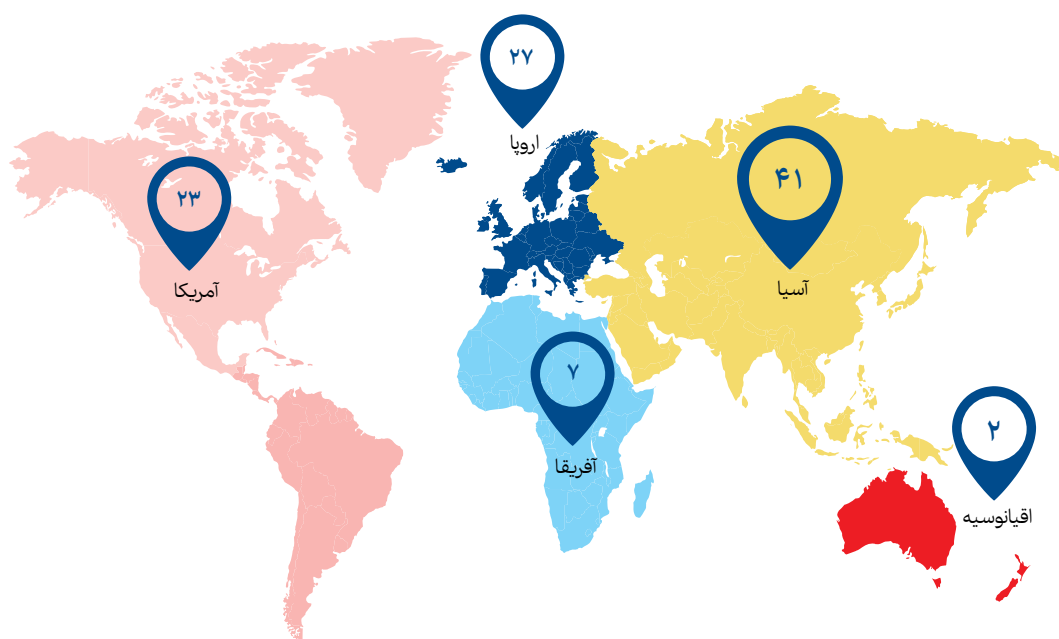 ۲۷
اروپا
۴۱
آسیا
۲۳
آمریکا
۷
آفریقا
۲
اقیانوسیه